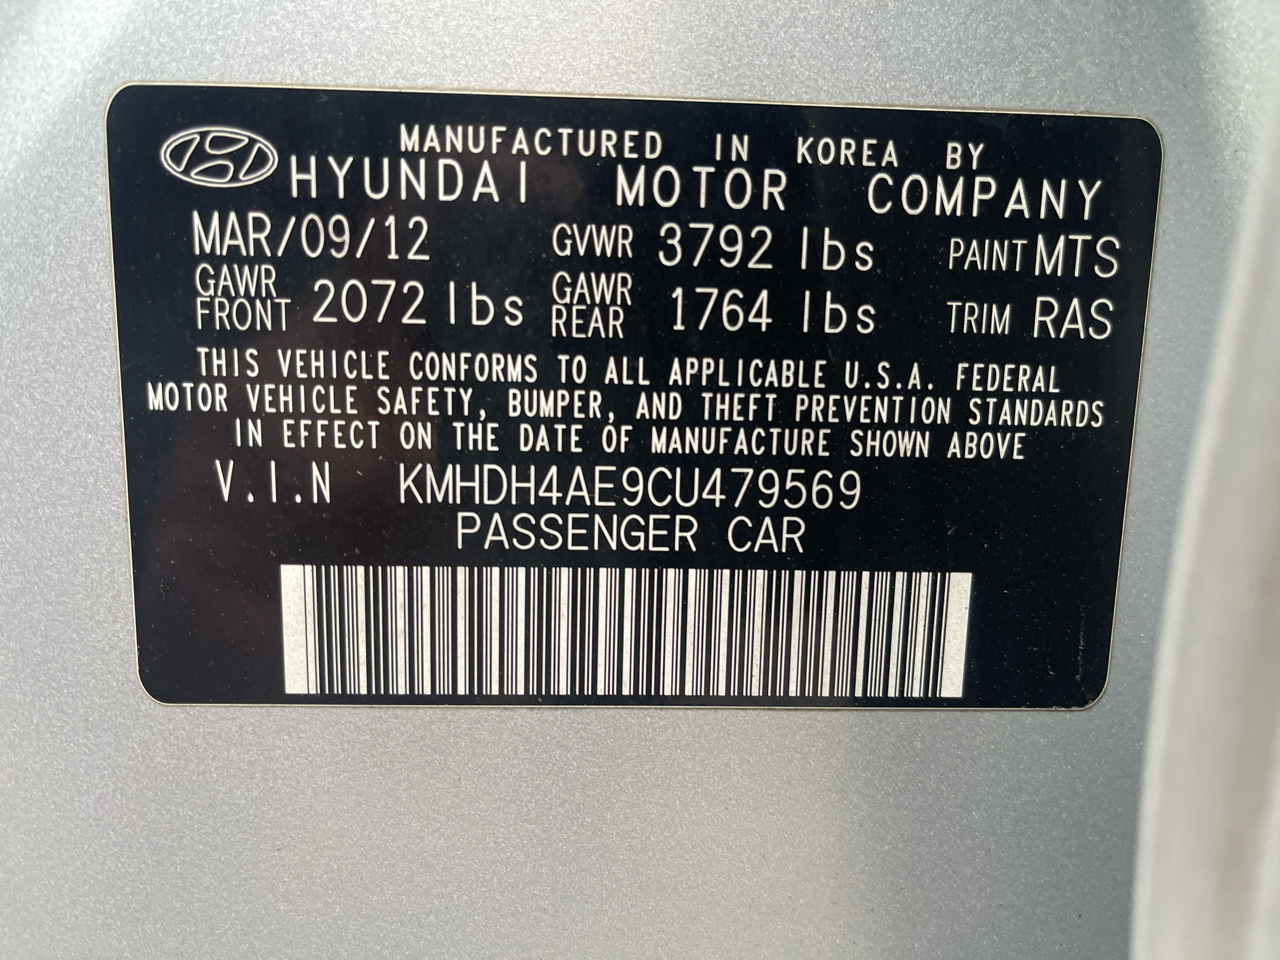 MANUFACTURED IN KOREA BY
HYUNDAI MOTOR COMPANY
MAR/09/12 GVWR 3792 lbs PAINT MTS
GAWR FRONT 2072 lbs GAWR REAR 1764 lbs TRIM RAS
THIS VEHICLE CONFORMS TO ALL APPLICABLE U.S.A. FEDERAL
MOTOR VEHICLE SAFETY, BUMPER, AND THEFT PREVENTION STANDARDS
IN EFFECT ON THE DATE OF MANUFACTURE SHOWN ABOVE
V.I.N KMHDH4AE9CU479569
PASSENGER CAR